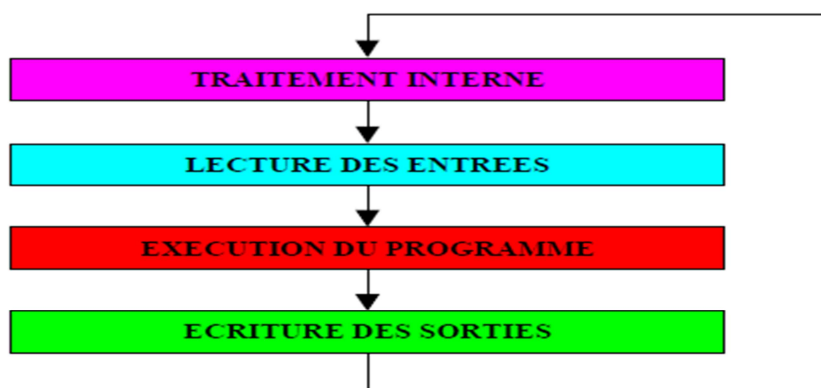 TRAITEMENT INTERNE
LECTURE DES ENTREES
EXECUTION DU PROGRAMME
ECRITURE DES SORTIES